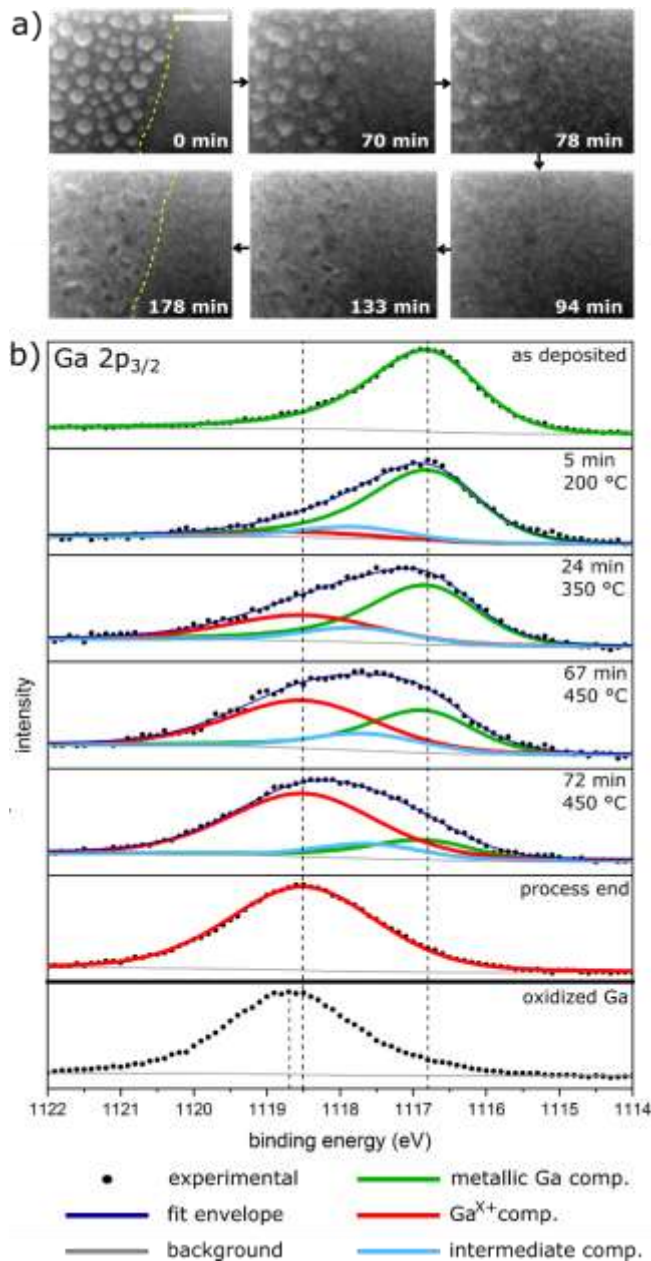 a)
0 min
70 min
78 min
178 min
133 min
94 min
b)
Ga 2p3/2
as deposited
5 min
200 °C
24 min
350 °C
67 min
450 °C
72 min
450 °C
process end
oxidized Ga
intensity
1122 1121 1120 1119 1118 1117 1116 1115 1114
binding energy (eV)
experimental
metallic Ga comp.
fit envelope
Ga^X+ comp.
background
intermediate comp.